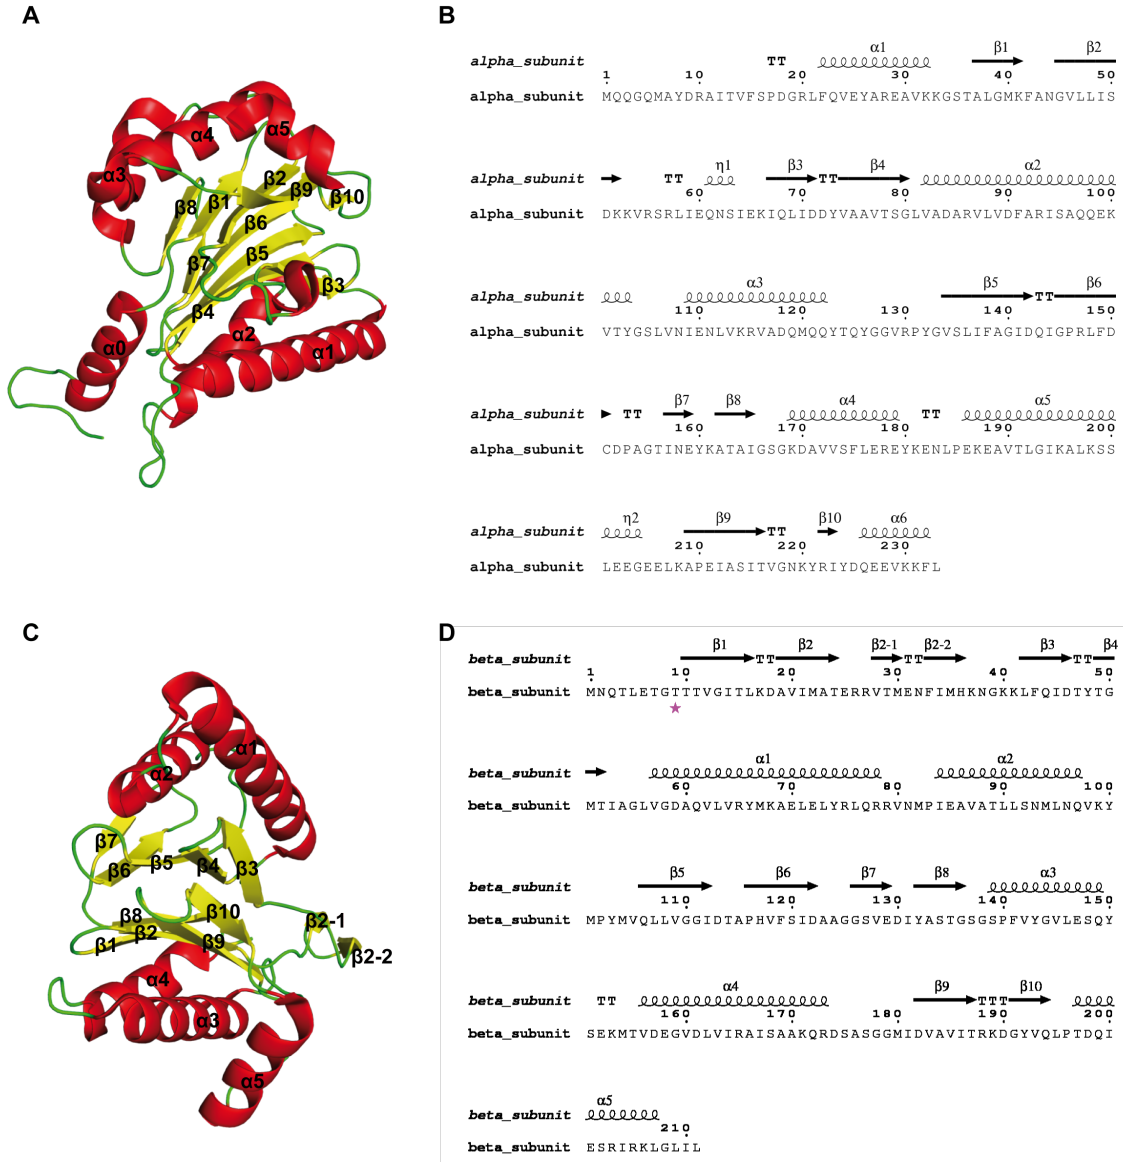 A
α4
α5
α3
β2
β9
β10
β8
β1
β6
β5
β7
β3
β4
α2
α1
α0
B
α1 β1 β2
alpha_subunit TT
1 10 20 30 40 50
alpha_subunit MQQGQMAYDRAITVFSPDGRLFQVEYAREAVKKGSTALGMKFANGVLLIS
η1 β3 β4 α2
alpha_subunit TT TT
60 70 80 90 100
alpha_subunit DKKVRSRLIEQNSIEKIQLIDDYVAAVTSGLVADARVLVDFARISAQQEK
α3 β5 β6
alpha_subunit TT
110 120 130 140 150
alpha_subunit VTYGSLVNIENLVKRVADQMQQYTQYGGVRPYGVSLIFAGIDQIGPRLFD
β7 β8 α4 α5
alpha_subunit TT TT
160 170 180 190 200
alpha_subunit CDPAGTINEYKATAIGSGKDAVVSFLEREYKENLPEKEAVTLGIKALKSS
η2 β9 β10 α6
alpha_subunit TT
210 220 230
alpha_subunit LEEGEELKAPEIASITVGNKYRIYDQEEVKKFL
C
α1
α2
β7
β6
β5
β4
β3
β8
β10
β1
β2
β9
β2-1
β2-2
α4
α3
α5
D
β1 β2 β2-1 β2-2 β3 β4
beta_subunit TT TT TT
1 10 20 30 40 50
beta_subunit MNQTLETGTTTVGITLKDAVIMATERRVTMENFIMHKNGKKLFQIDTYTG
α1 α2
beta_subunit
60 70 80 90 100
beta_subunit MTIAGLVGDAQVLVRYMKAELELYRLQRRVNMPIEAVATLLSNMLNQVKY
β5 β6 β7 β8 α3
beta_subunit
110 120 130 140 150
beta_subunit MPYMVQLLVGGIDTAPHVFSIDAAGGSVEDIYASTGSGSPFVYGVLESQY
α4 β9 β10
beta_subunit TT TTT
160 170 180 190 200
beta_subunit SEKMTVDEGVDLVIRAISAAKQRDSASGGMIDVAVITRKDGYVQLPTDQI
α5
beta_subunit
210
beta_subunit ESRIRKLGLIL